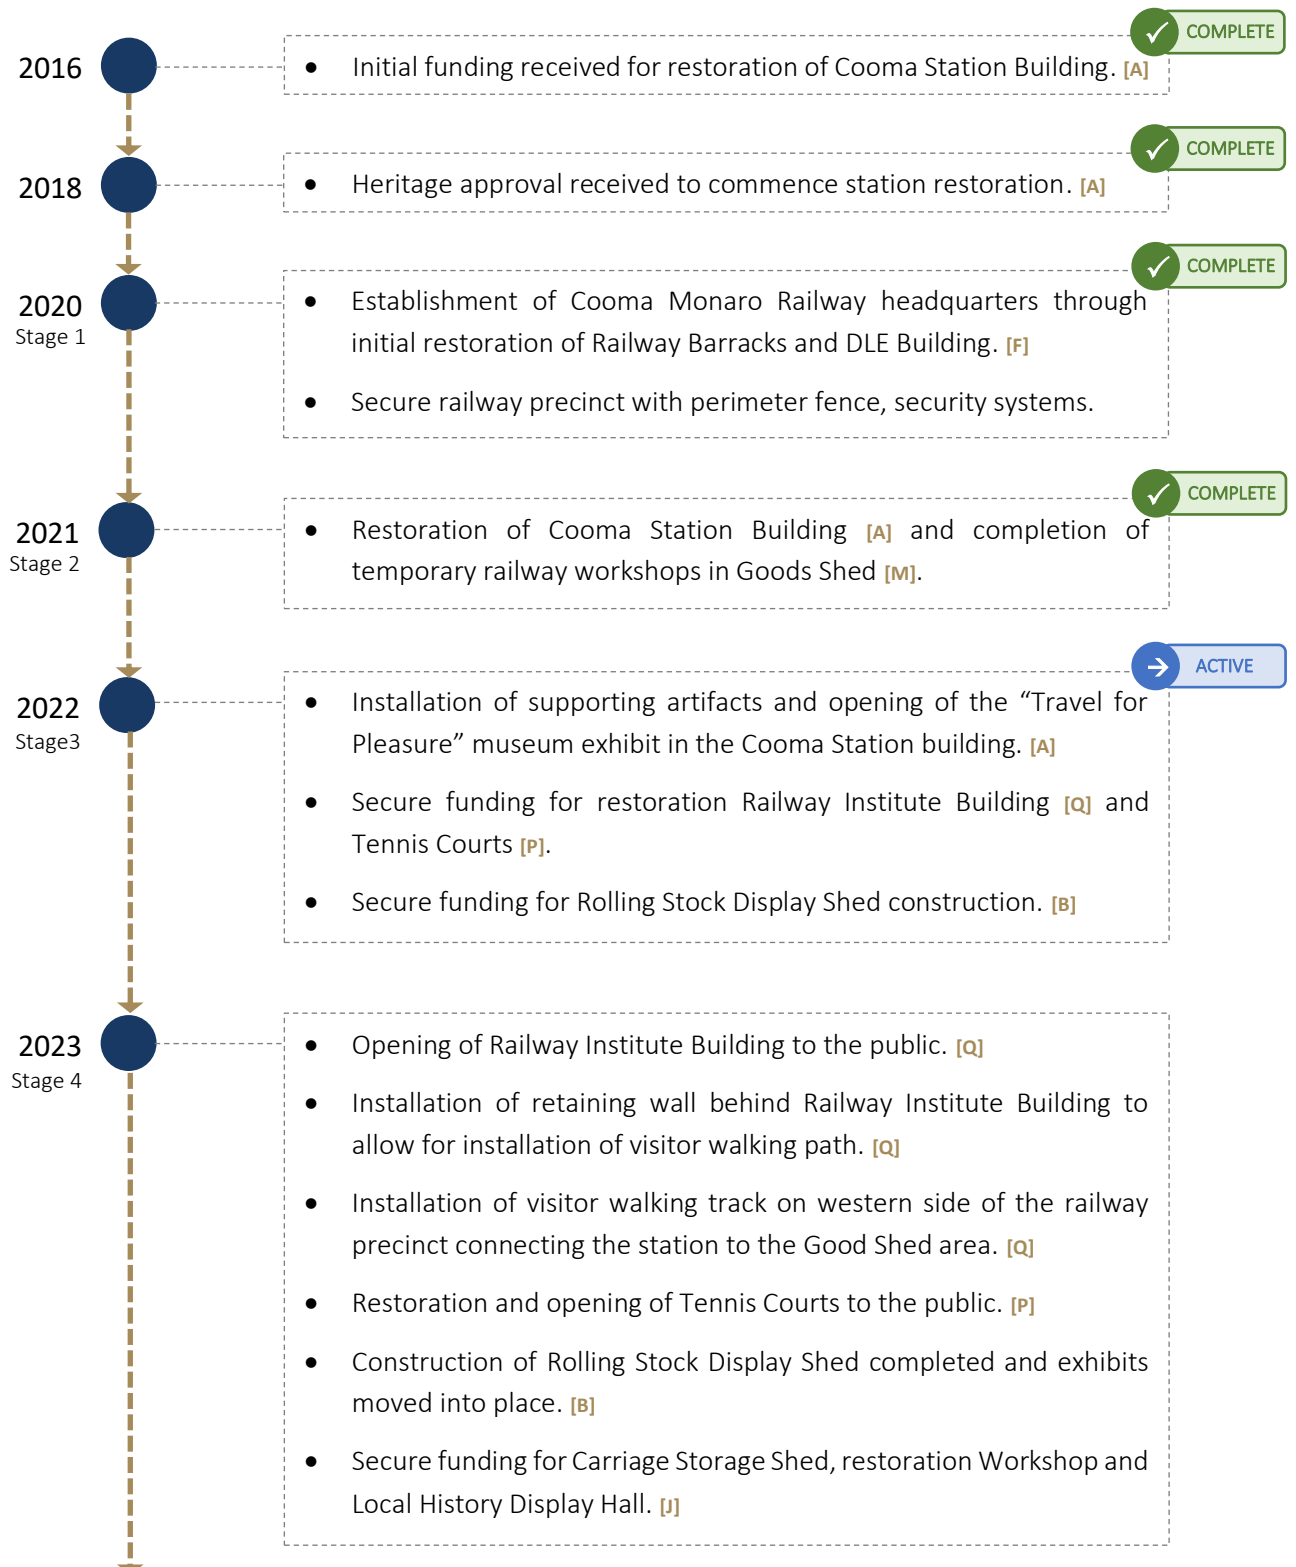 COMPLETE
2016
• Initial funding received for restoration of Cooma Station Building. [A]
COMPLETE
2018
• Heritage approval received to commence station restoration. [A]
COMPLETE
2020
Stage 1
• Establishment of Cooma Monaro Railway headquarters through
initial restoration of Railway Barracks and DLE Building. [F]
• Secure railway precinct with perimeter fence, security systems.
COMPLETE
2021
Stage 2
• Restoration of Cooma Station Building [A] and completion of
temporary railway workshops in Goods Shed [M].
ACTIVE
2022
Stage3
• Installation of supporting artifacts and opening of the “Travel for
Pleasure” museum exhibit in the Cooma Station building. [A]
• Secure funding for restoration Railway Institute Building [Q] and
Tennis Courts [P].
• Secure funding for Rolling Stock Display Shed construction. [B]
2023
Stage 4
• Opening of Railway Institute Building to the public. [Q]
• Installation of retaining wall behind Railway Institute Building to
allow for installation of visitor walking path. [Q]
• Installation of visitor walking track on western side of the railway
precinct connecting the station to the Good Shed area. [Q]
• Restoration and opening of Tennis Courts to the public. [P]
• Construction of Rolling Stock Display Shed completed and exhibits
moved into place. [B]
• Secure funding for Carriage Storage Shed, restoration Workshop and
Local History Display Hall. [J]